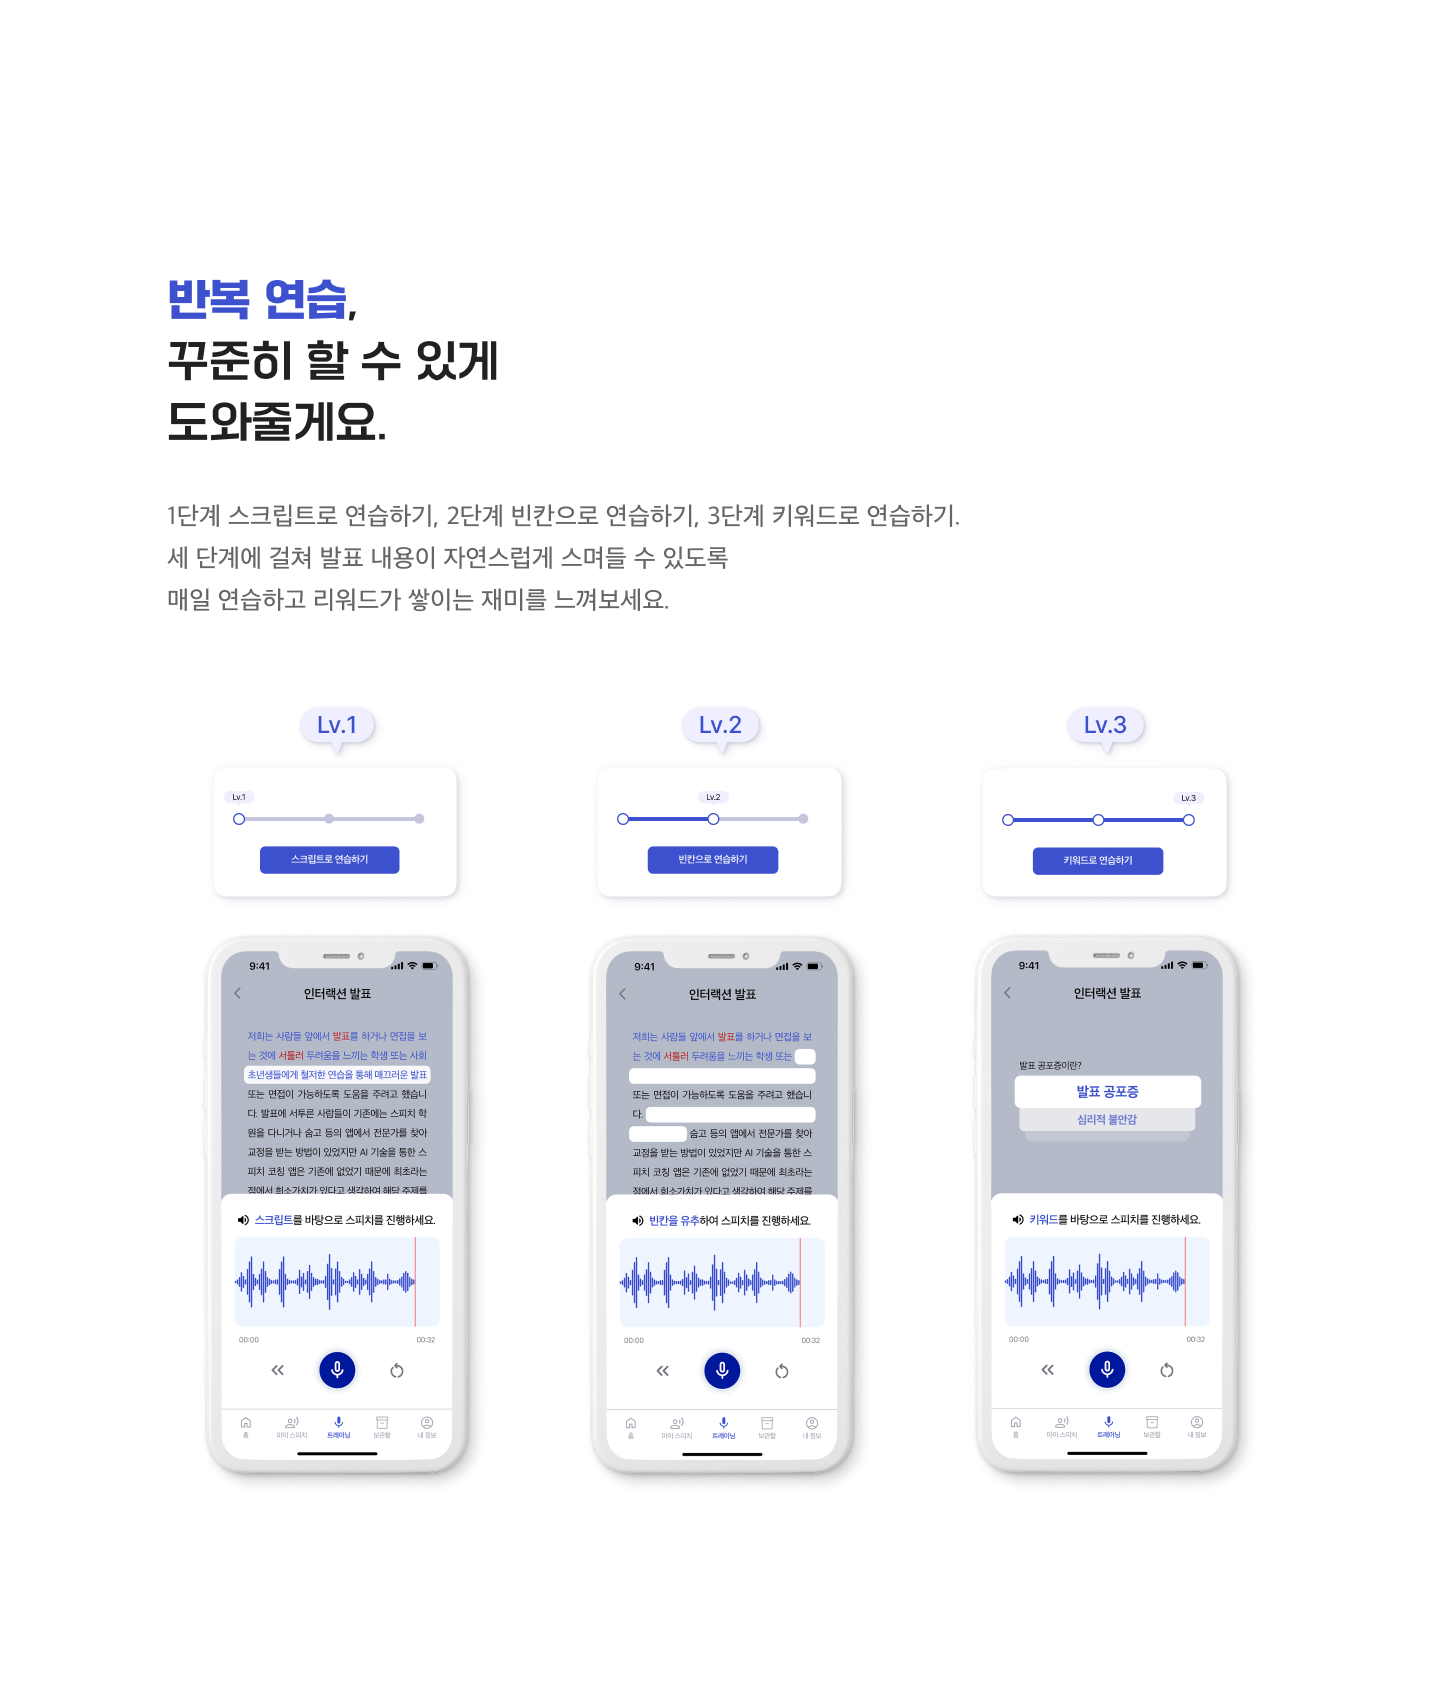 반복 연습,
꾸준히 할 수 있게
도와줄게요.
1단계 스크립트로 연습하기, 2단계 빈칸으로 연습하기, 3단계 키워드로 연습하기.
세 단계에 걸쳐 발표 내용이 자연스럽게 스며들 수 있도록
매일 연습하고 리워드가 쌓이는 재미를 느껴보세요.
Lv.1
Lv.1
스크립트로 연습하기
9:41
인터랙션 발표
저희는 사람들 앞에서 발표를 하거나 면접을 보
는 것에 서툴러 두려움을 느끼는 학생 또는 사회
초년생들에게 철저한 연습을 통해 매끄러운 발표
또는 면접이 가능하도록 도움을 주려고 했습니
다. 발표에 서투른 사람들이 기존에는 스피치 학
원을 다니거나 숨고 등의 앱에서 전문가를 찾아
교정을 받는 방법이 있었지만 AI 기술을 통한 스
피치 코칭 앱은 기존에 없었기 때문에 최초라는
점에서 희소가치가 있다고 생각하여 해당 주제를
스크립트를 바탕으로 스피치를 진행하세요.
00:00 00:32
홈 마이 스피치 트레이닝 보관함 내 정보
Lv.2
Lv.2
빈칸으로 연습하기
9:41
인터랙션 발표
저희는 사람들 앞에서 발표를 하거나 면접을 보
는 것에 서툴러 두려움을 느끼는 학생 또는
또는 면접이 가능하도록 도움을 주려고 했습니
다.
숨고 등의 앱에서 전문가를 찾아
교정을 받는 방법이 있었지만 AI 기술을 통한 스
피치 코칭 앱은 기존에 없었기 때문에 최초라는
점에서 희소가치가 있다고 생각하여 해당 주제를
빈칸을 유추하여 스피치를 진행하세요.
00:00 00:32
홈 마이 스피치 트레이닝 보관함 내 정보
Lv.3
Lv.3
키워드로 연습하기
9:41
인터랙션 발표
발표 공포증이란?
발표 공포증
심리적 불안감
키워드를 바탕으로 스피치를 진행하세요.
00:00 00:32
홈 마이 스피치 트레이닝 보관함 내 정보